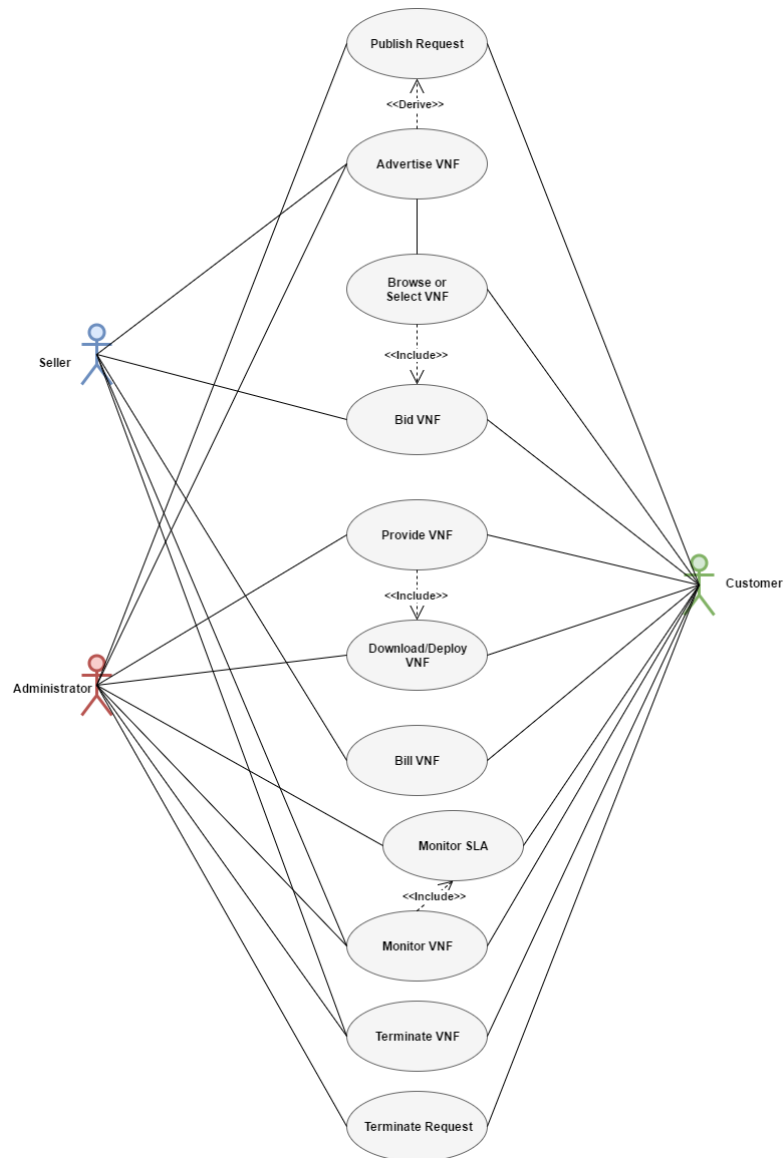 Publish Request
<<Derive>>
Advertise VNF
Browse or
Select VNF
<<Include>>
Seller
Bid VNF
Provide VNF
Customer
<<Include>>
Download/Deploy
VNF
Administrator
Bill VNF
Monitor SLA
<<Include>>
Monitor VNF
Terminate VNF
Terminate Request